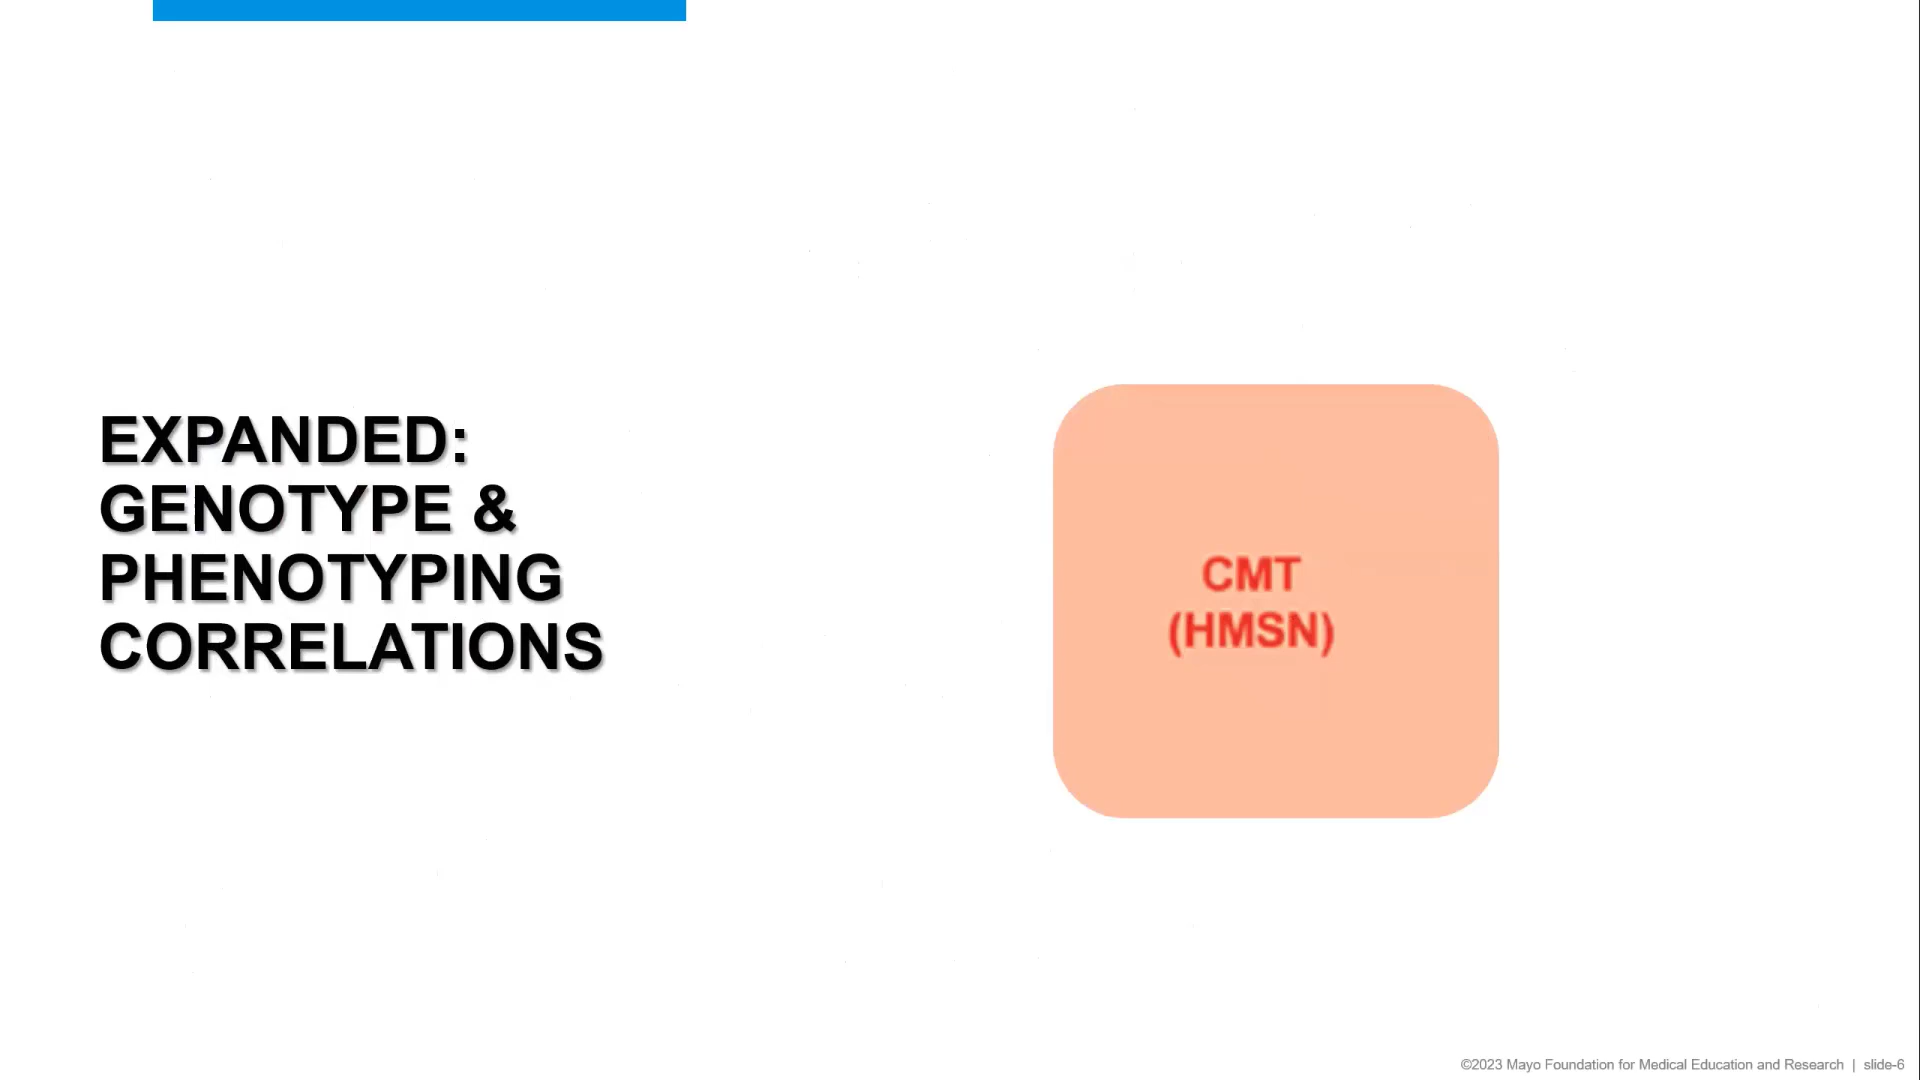 EXPANDED:
GENOTYPE &
PHENOTYPING
CORRELATIONS
CMT
(HMSN)
©2023 Mayo Foundation for Medical Education and Research | slide-6